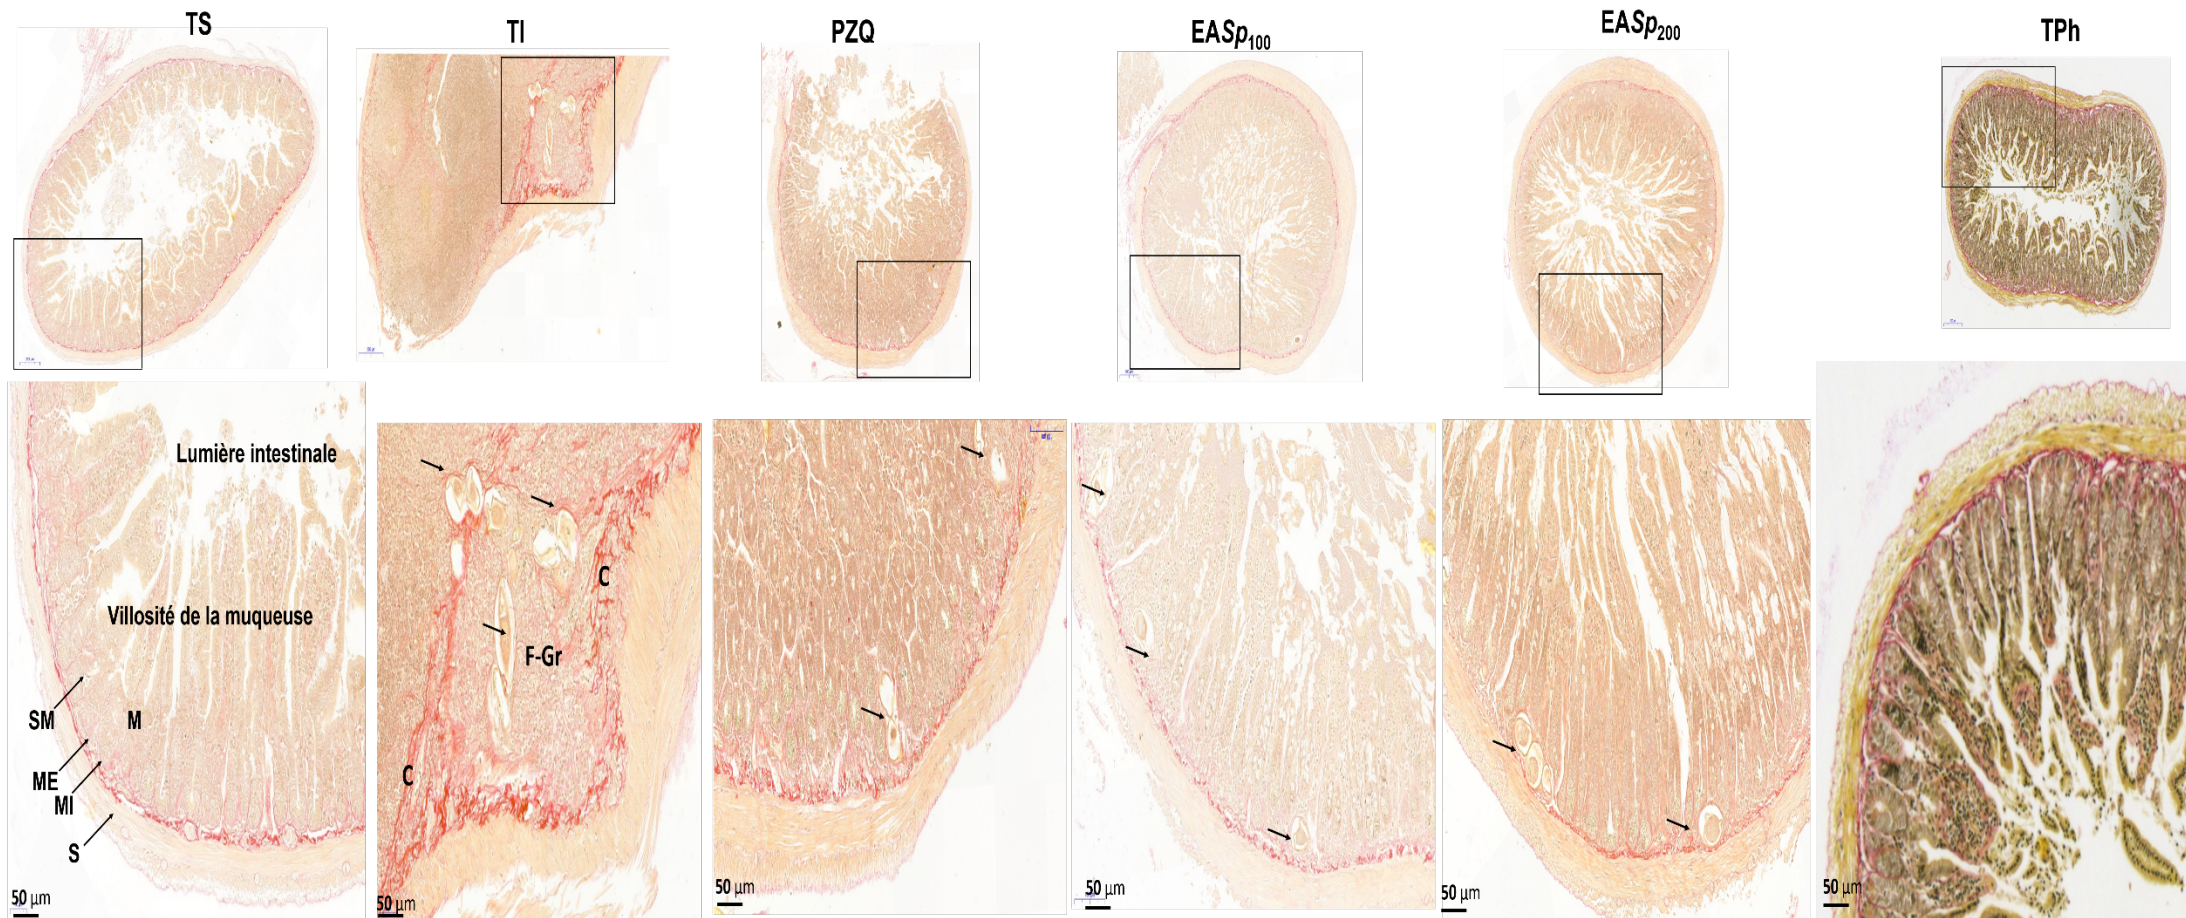 TS
TI
PZQ
EASp100
EASp200
TPh
Lumière intestinale
Villosité de la muqueuse
SM
M
ME
MI
S
50 µm
C
C
F-Gr
50 µm
50 µm
50 µm
50 µm
50 µm